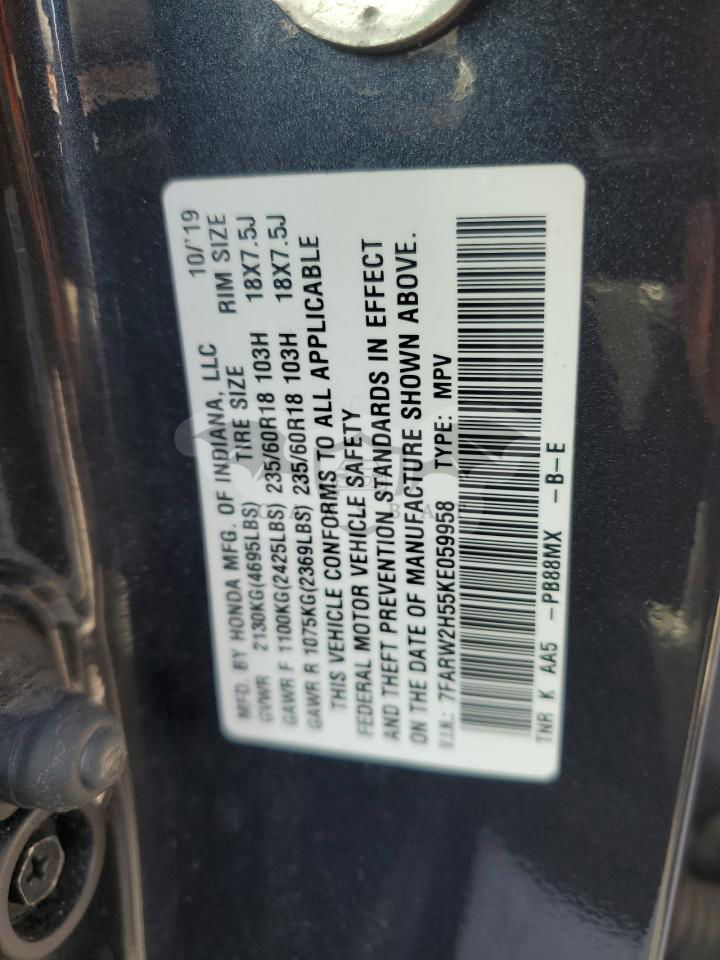 MFD. BY HONDA MFG. OF INDIANA, LLC 10/'19
GVWR 2130KG(4695LBS) TIRE SIZE RIM SIZE
GAWR F 1100KG(2425LBS) 235/60R18 103H 18X7.5J
GAWR R 1075KG(2369LBS) 235/60R18 103H 18X7.5J
THIS VEHICLE CONFORMS TO ALL APPLICABLE
FEDERAL MOTOR VEHICLE SAFETY
AND THEFT PREVENTION STANDARDS IN EFFECT
ON THE DATE OF MANUFACTURE SHOWN ABOVE.
V.I.N.: 7FARW2H55KE059958 TYPE: MPV
TNR K AA5 -PB88MX -B-E